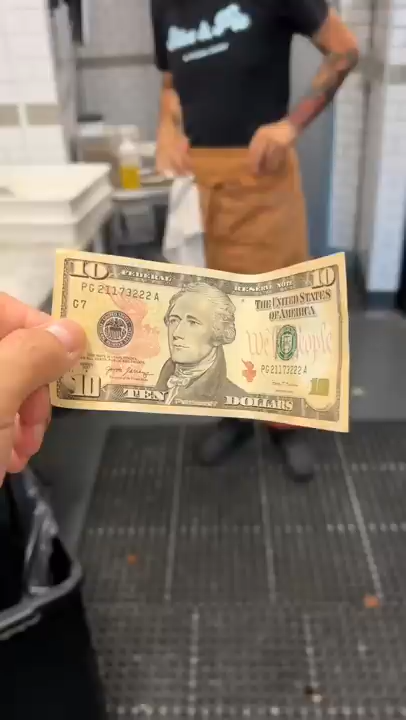 10 FEDERAL RESERVE NOTE 10
PG 21173222 A
THE UNITED STATES
OF AMERICA
G7
We People
PG 21173222 A
10 TEN DOLLARS 10